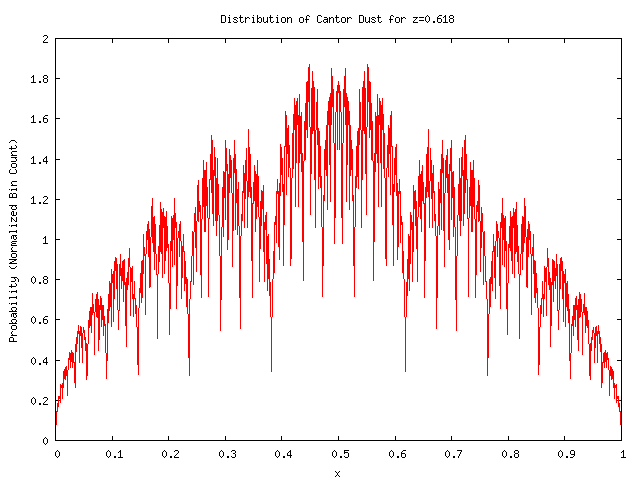 Distribution of Cantor Dust for z=0.618
2
1.8
1.6
1.4
1.2
1
0.8
0.6
0.4
0.2
0
Probability (Normalized Bin Count)
0 0.1 0.2 0.3 0.4 0.5 0.6 0.7 0.8 0.9 1
x